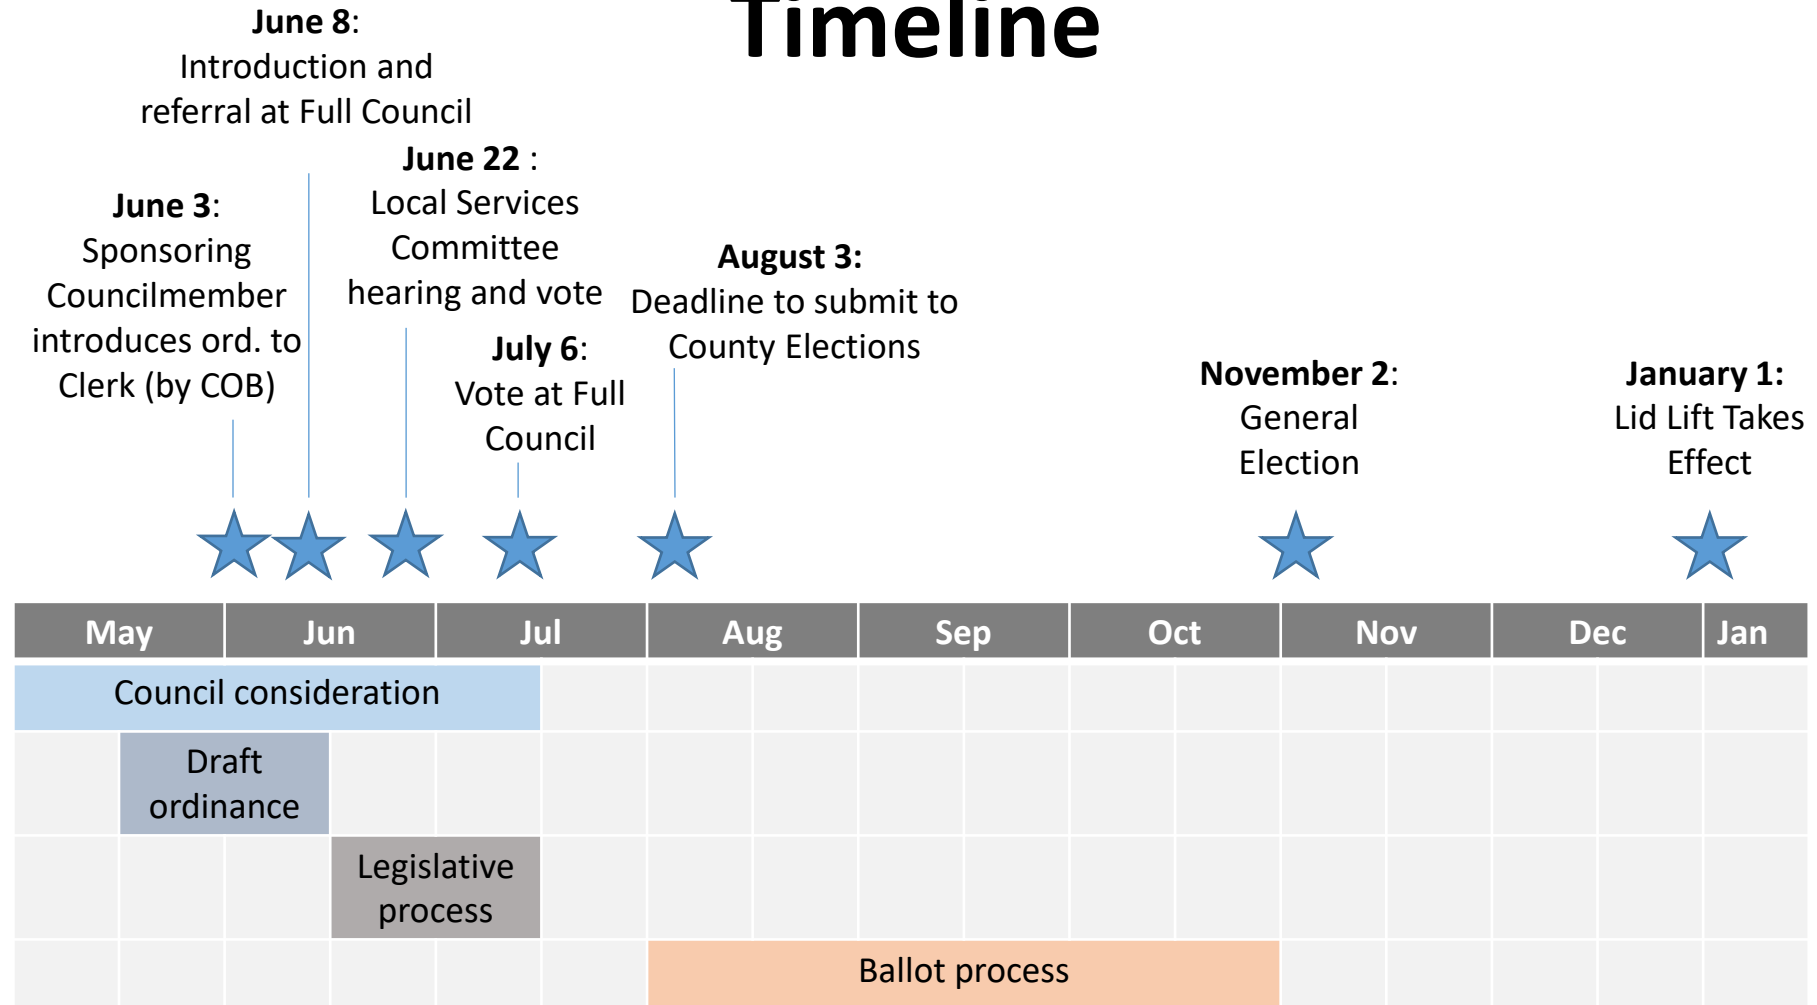 Timeline
June 8:
Introduction and
referral at Full Council
June 22 :
Local Services
Committee
hearing and vote
June 3:
Sponsoring
Councilmember
introduces ord. to
Clerk (by COB)
July 6:
Vote at Full
Council
August 3:
Deadline to submit to
County Elections
November 2:
General
Election
January 1:
Lid Lift Takes
Effect
May Jun Jul Aug Sep Oct Nov Dec Jan
Council consideration
Draft
ordinance
Legislative
process
Ballot process